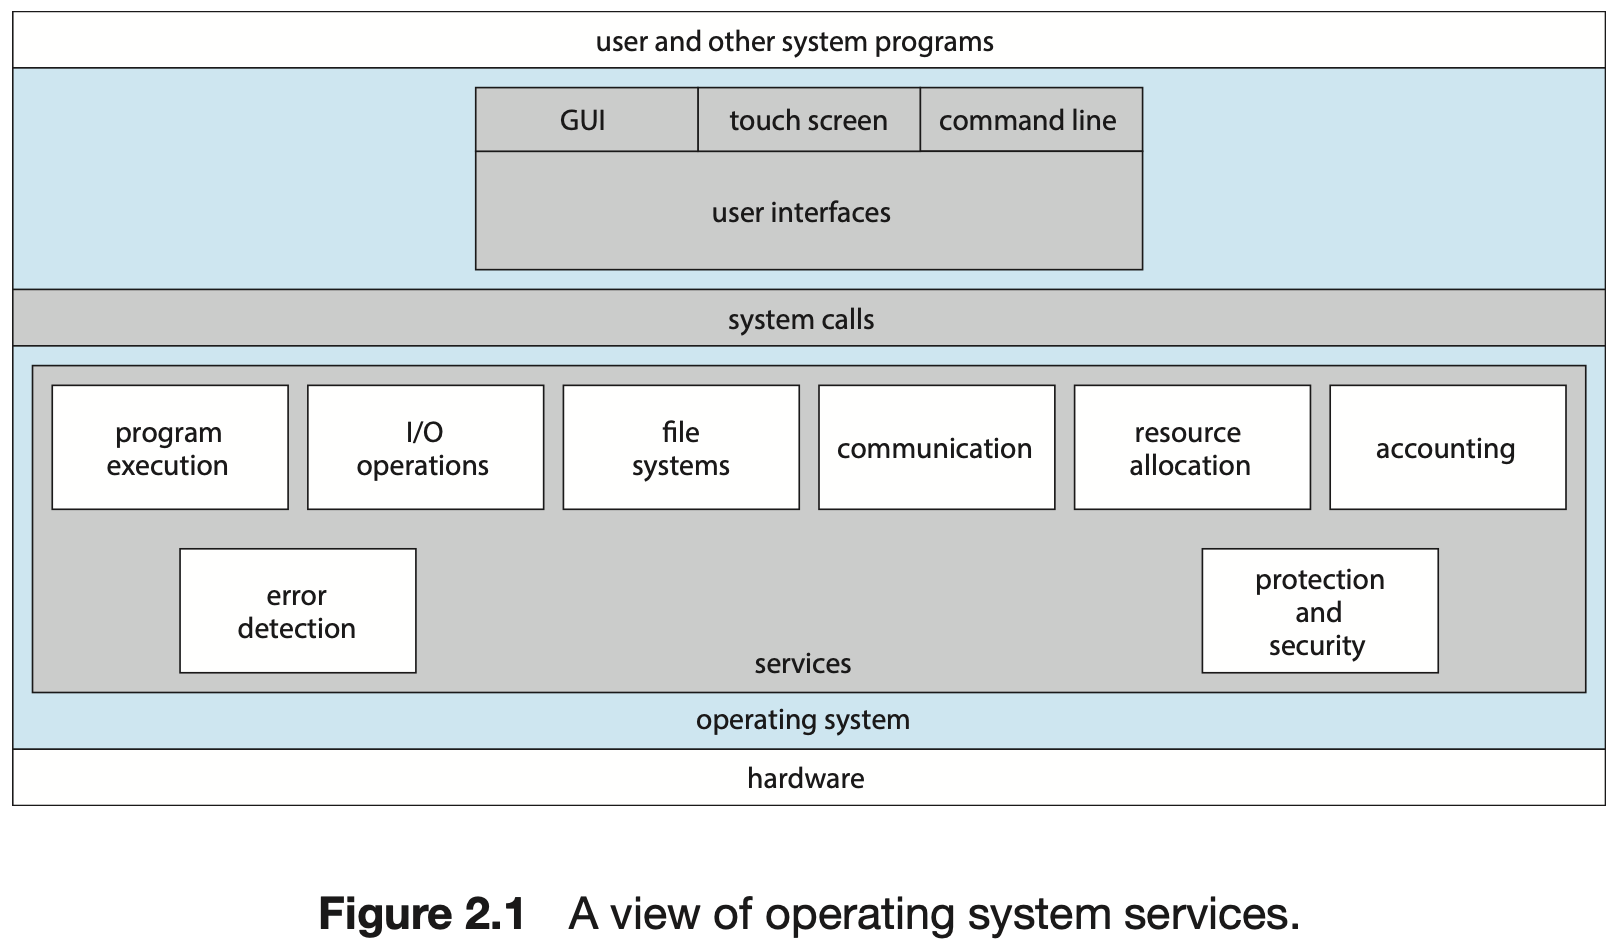 user and other system programs
GUI
touch screen
command line
user interfaces
system calls
program
execution
I/O
operations
file
systems
communication
resource
allocation
accounting
error
detection
protection
and
security
services
operating system
hardware
Figure 2.1 A view of operating system services.